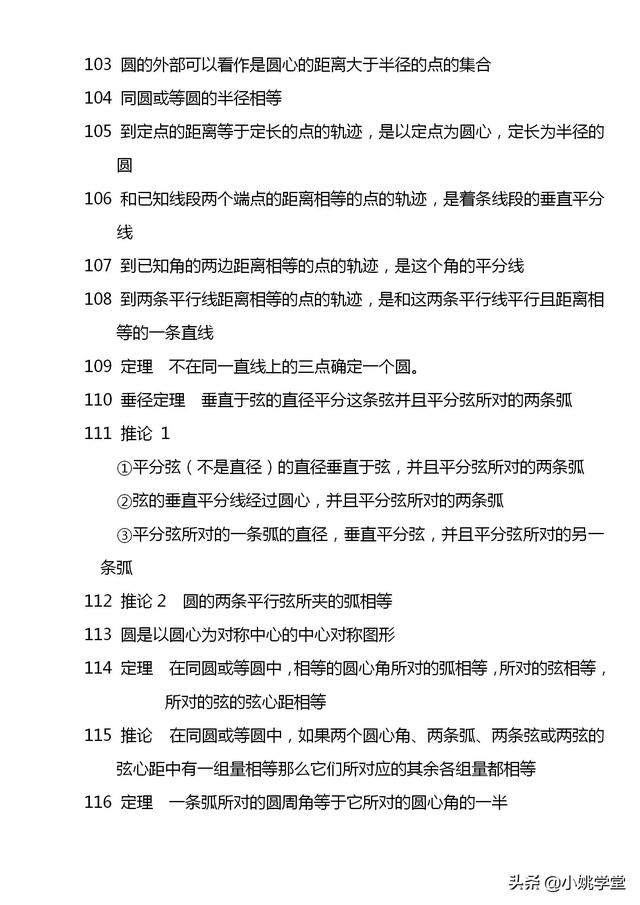 103 圆的外部可以看作是圆心的距离大于半径的点的集合
104 同圆或等圆的半径相等
105 到定点的距离等于定长的点的轨迹，是以定点为圆心，定长为半径的
圆
106 和已知线段两个端点的距离相等的点的轨迹，是着条线段的垂直平分
线
107 到已知角的两边距离相等的点的轨迹，是这个角的平分线
108 到两条平行线距离相等的点的轨迹，是和这两条平行线平行且距离相
等的一条直线
109 定理 不在同一直线上的三点确定一个圆。
110 垂径定理 垂直于弦的直径平分这条弦并且平分弦所对的两条弧
111 推论 1
①平分弦（不是直径）的直径垂直于弦，并且平分弦所对的两条弧
②弦的垂直平分线经过圆心，并且平分弦所对的两条弧
③平分弦所对的一条弧的直径，垂直平分弦，并且平分弦所对的另一
条弧
112 推论 2 圆的两条平行弦所夹的弧相等
113 圆是以圆心为对称中心的中心对称图形
114 定理 在同圆或等圆中，相等的圆心角所对的弧相等，所对的弦相等，
所对的弦的弦心距相等
115 推论 在同圆或等圆中，如果两个圆心角、两条弧、两条弦或两弦的
弦心距中有一组量相等那么它们所对应的其余各组量都相等
116 定理 一条弧所对的圆周角等于它所对的圆心角的一半
头条 @小姚学堂